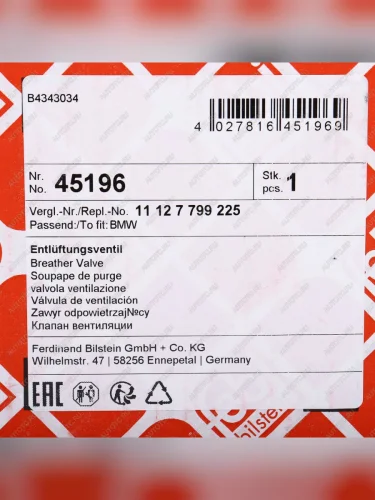 B4343034
4 027816 451969
Nr.
No. 45196
Stk.
pcs. 1
Vergl.-Nr./Repl.-No. 11 12 7 799 225
Passend:/To fit:BMW
Entlüftungsventil
Breather Valve
Soupape de purge
valvola ventilazione
Válvula de ventilación
Zawyr odpowietrzaj№cy
Клапан вентиляции
Ferdinand Bilstein GmbH + Co. KG
Wilhelmstr. 47 | 58256 Ennepetal | Germany
EAC
bilstein